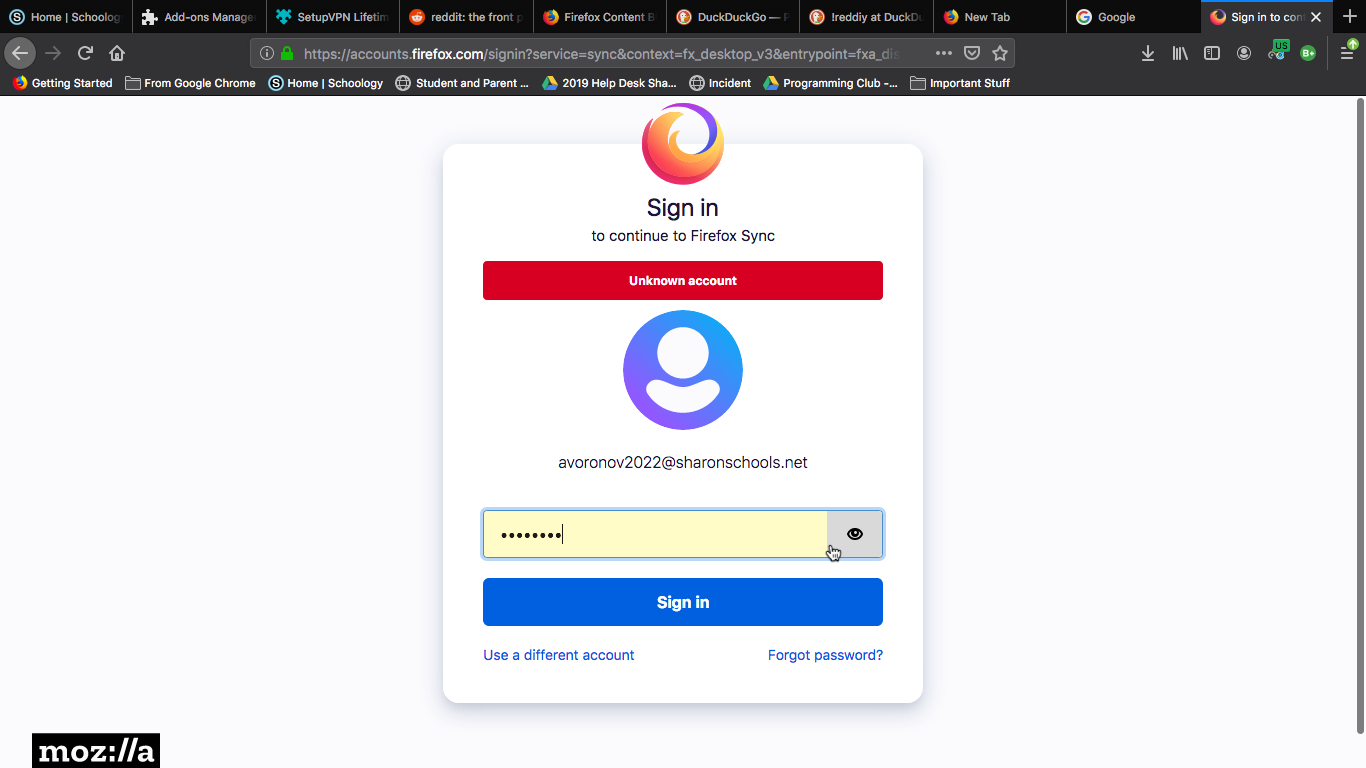 Home | Schoolog
Add-ons Manage
SetupVPN Lifetim
reddit: the front p
Firefox Content B
DuckDuckGo — P
!reddiy at DuckDu
New Tab
Google
Sign in to cont
https://accounts.firefox.com/signin?service=sync&context=fx_desktop_v3&entrypoint=fxa_dis
US
B+
Getting Started
From Google Chrome
Home | Schoology
Student and Parent ...
2019 Help Desk Sha...
Incident
Programming Club -...
Important Stuff
Sign in
to continue to Firefox Sync
Unknown account
avoronov2022@sharonschools.net
Sign in
Use a different account
Forgot password?
moz://a